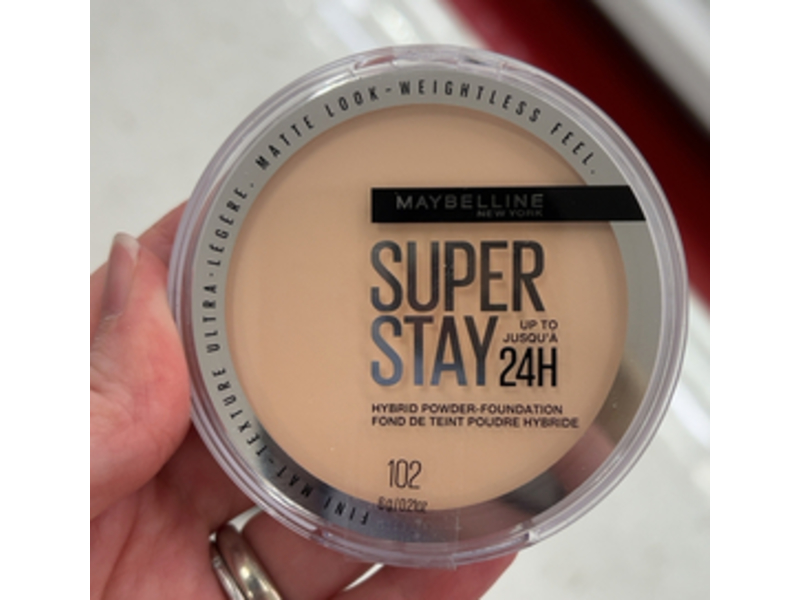 MATTE LOOK-WEIGHTLESS FEEL.
FINI MAT-TEXTURE ULTRA-LÉGÈRE.
MAYBELLINE
NEW YORK
SUPER
STAY
UP TO
JUSQU'À
24H
HYBRID POWDER-FOUNDATION
FOND DE TEINT POUDRE HYBRIDE
102
6g/0.21oz